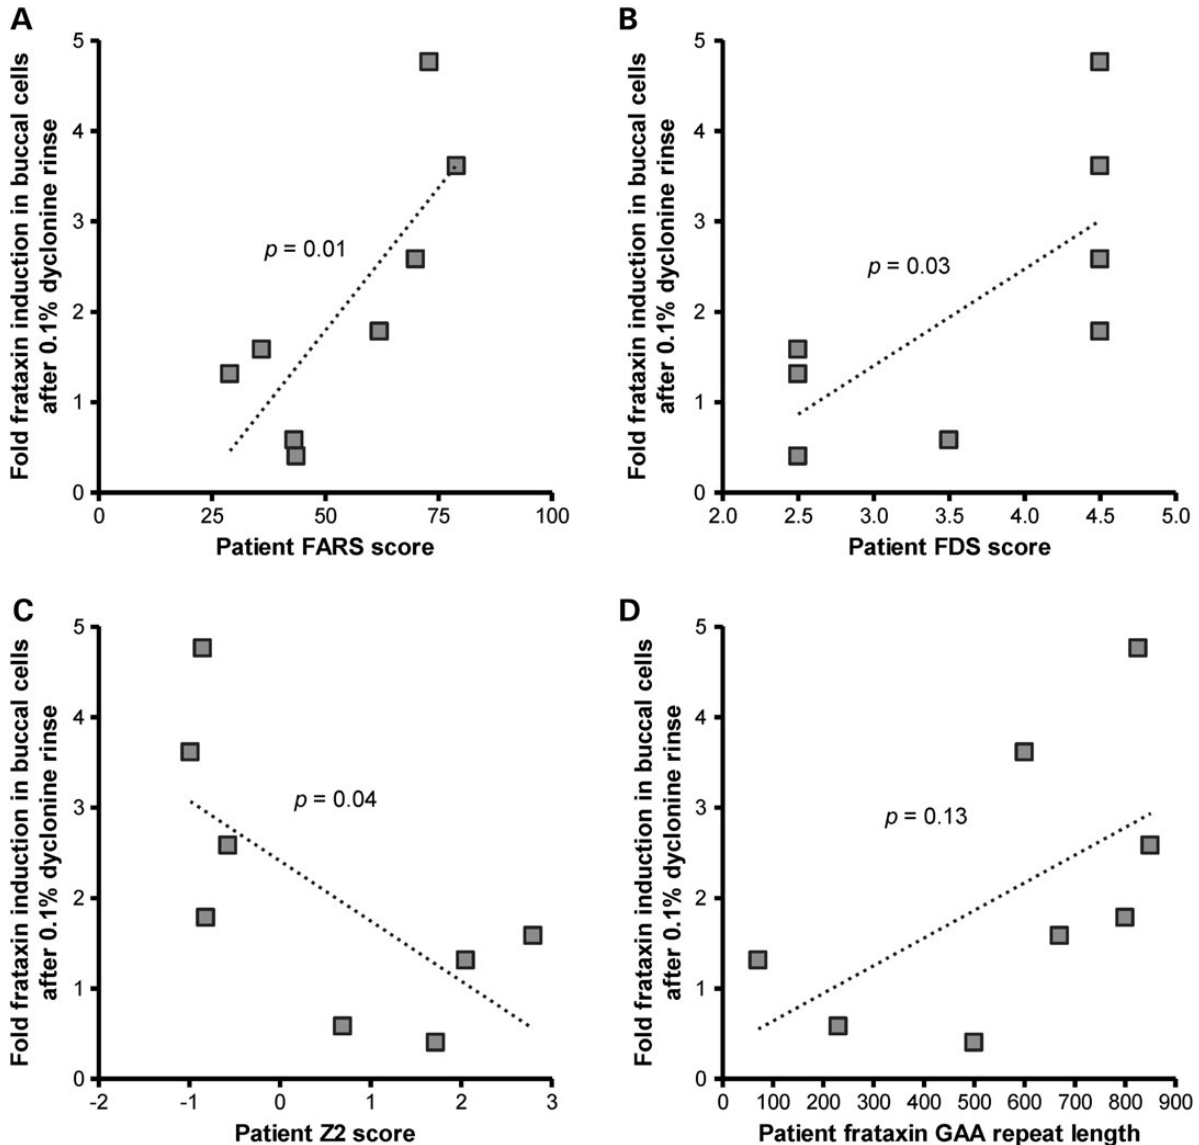 A
Fold frataxin induction in buccal cells
after 0.1% dyclonine rinse
5
4
3
2
1
0
p = 0.01
0 25 50 75 100
Patient FARS score
B
Fold frataxin induction in buccal cells
after 0.1% dyclonine rinse
5
4
3
2
1
0
p = 0.03
2.0 2.5 3.0 3.5 4.0 4.5 5.0
Patient FDS score
C
Fold frataxin induction in buccal cells
after 0.1% dyclonine rinse
5
4
3
2
1
0
p = 0.04
-2 -1 0 1 2 3
Patient Z2 score
D
Fold frataxin induction in buccal cells
after 0.1% dyclonine rinse
5
4
3
2
1
0
p = 0.13
0 100 200 300 400 500 600 700 800 900
Patient frataxin GAA repeat length